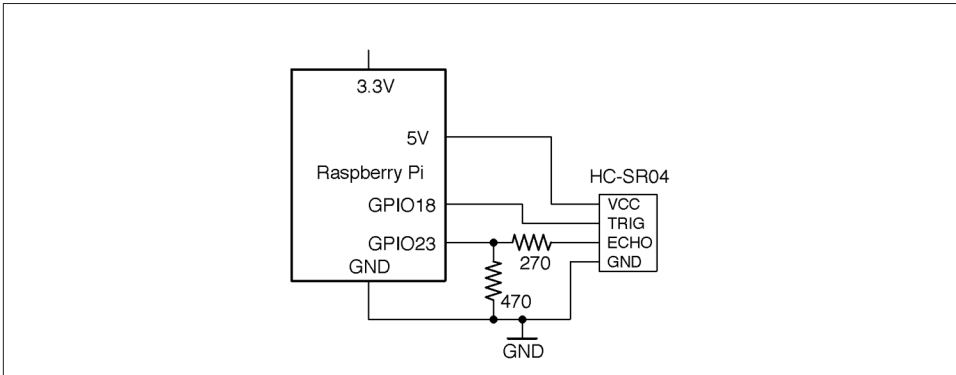 3.3V
5V
Raspberry Pi
HC-SR04
GPIO18
VCC
TRIG
GPIO23
ECHO
GND
GND
270
470
GND